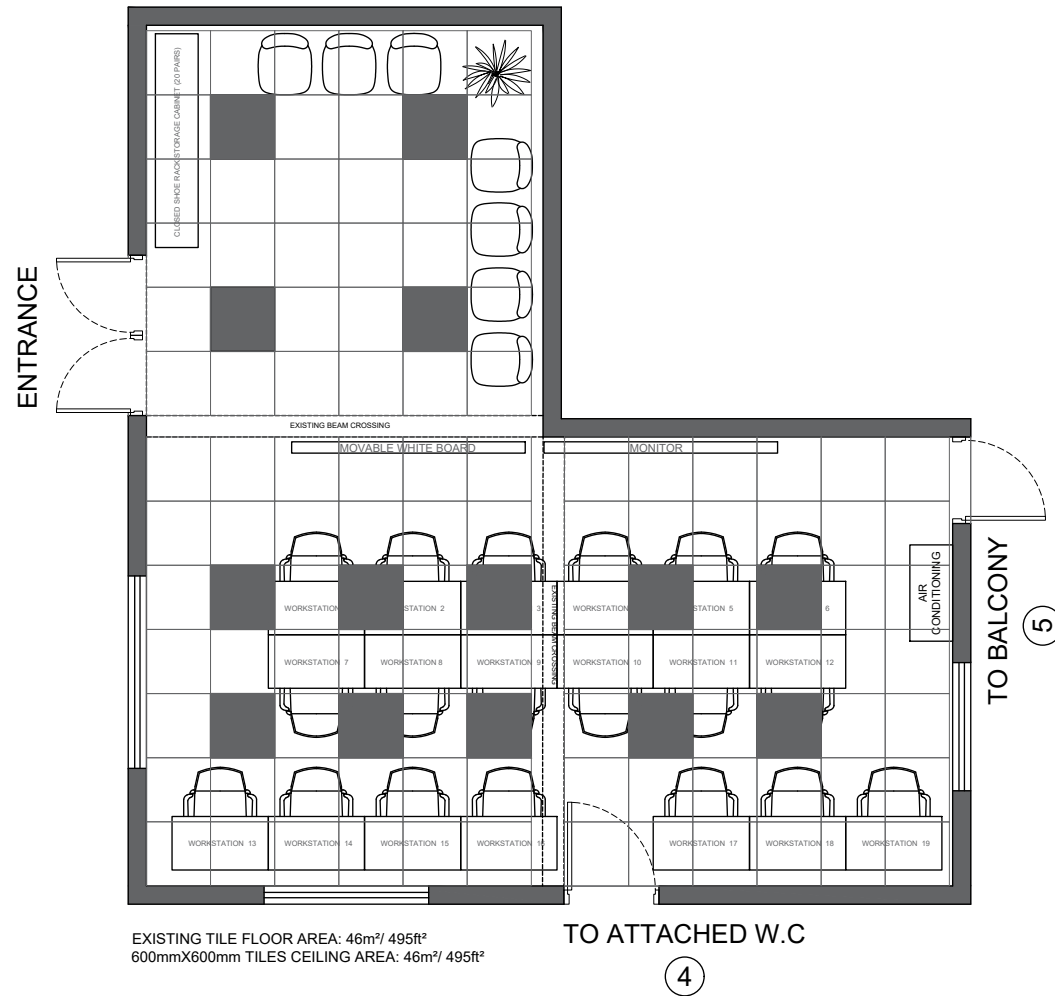 CLOSED SHOE RACK STORAGE CABINET (20 PAIRS)
ENTRANCE
EXISTING BEAM CROSSING
MOVABLE WHITE BOARD
MONITOR
AIR
CONDITIONING
TO BALCONY
5
WORKSTATION
STATION 2
3
WORKSTATION
STATION 5
6
EXISTING BEAM CROSSING
WORKSTATION 7
WORKSTATION 8
WORKSTATION 9
WORKSTATION 10
WORKSTATION 11
WORKSTATION 12
WORKSTATION 13
WORKSTATION 14
WORKSTATION 15
WORKSTATION 16
WORKSTATION 17
WORKSTATION 18
WORKSTATION 19
TO ATTACHED W.C
4
EXISTING TILE FLOOR AREA: 46m²/ 495ft²
600mmX600mm TILES CEILING AREA: 46m²/ 495ft²